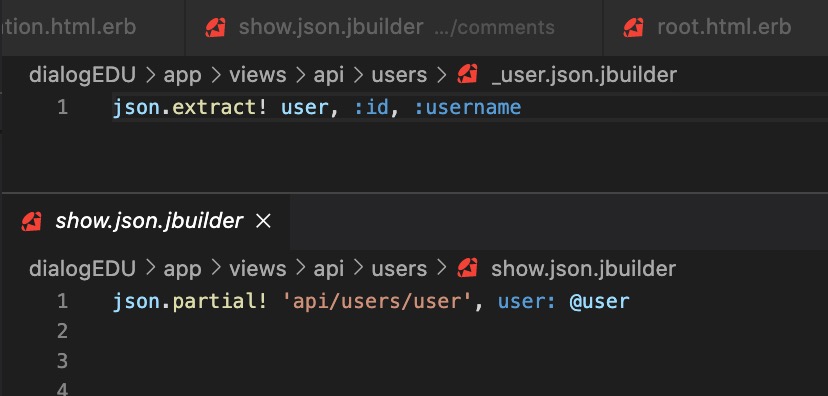 tion.html.erb show.json.jbuilder .../comments root.html.erb
dialogEDU > app > views > api > users > _user.json.jbuilder
1 json.extract! user, :id, :username
show.json.jbuilder ×
dialogEDU > app > views > api > users > show.json.jbuilder
1 json.partial! 'api/users/user', user: @user
2
3
4